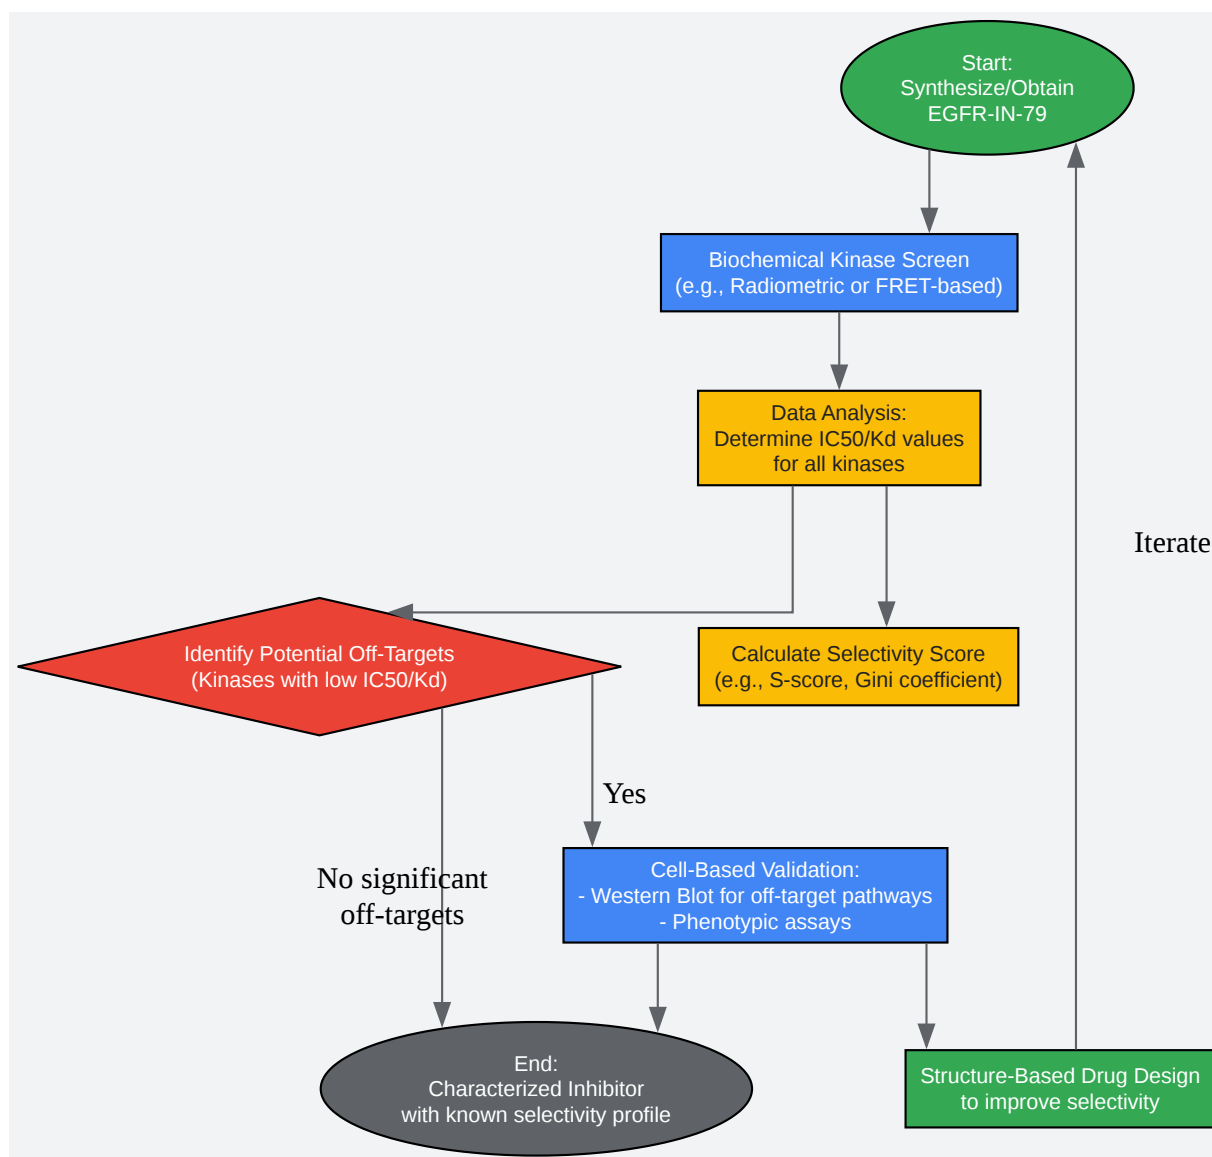 Start:
Synthesize/Obtain
EGFR-IN-79
Biochemical Kinase Screen
(e.g., Radiometric or FRET-based)
Data Analysis:
Determine IC50/Kd values
for all kinases
Iterate
Identify Potential Off-Targets
(Kinases with low IC50/Kd)
Calculate Selectivity Score
(e.g., S-score, Gini coefficient)
Yes
No significant
off-targets
Cell-Based Validation:
- Western Blot for off-target pathways
- Phenotypic assays
End:
Characterized Inhibitor
with known selectivity profile
Structure-Based Drug Design
to improve selectivity